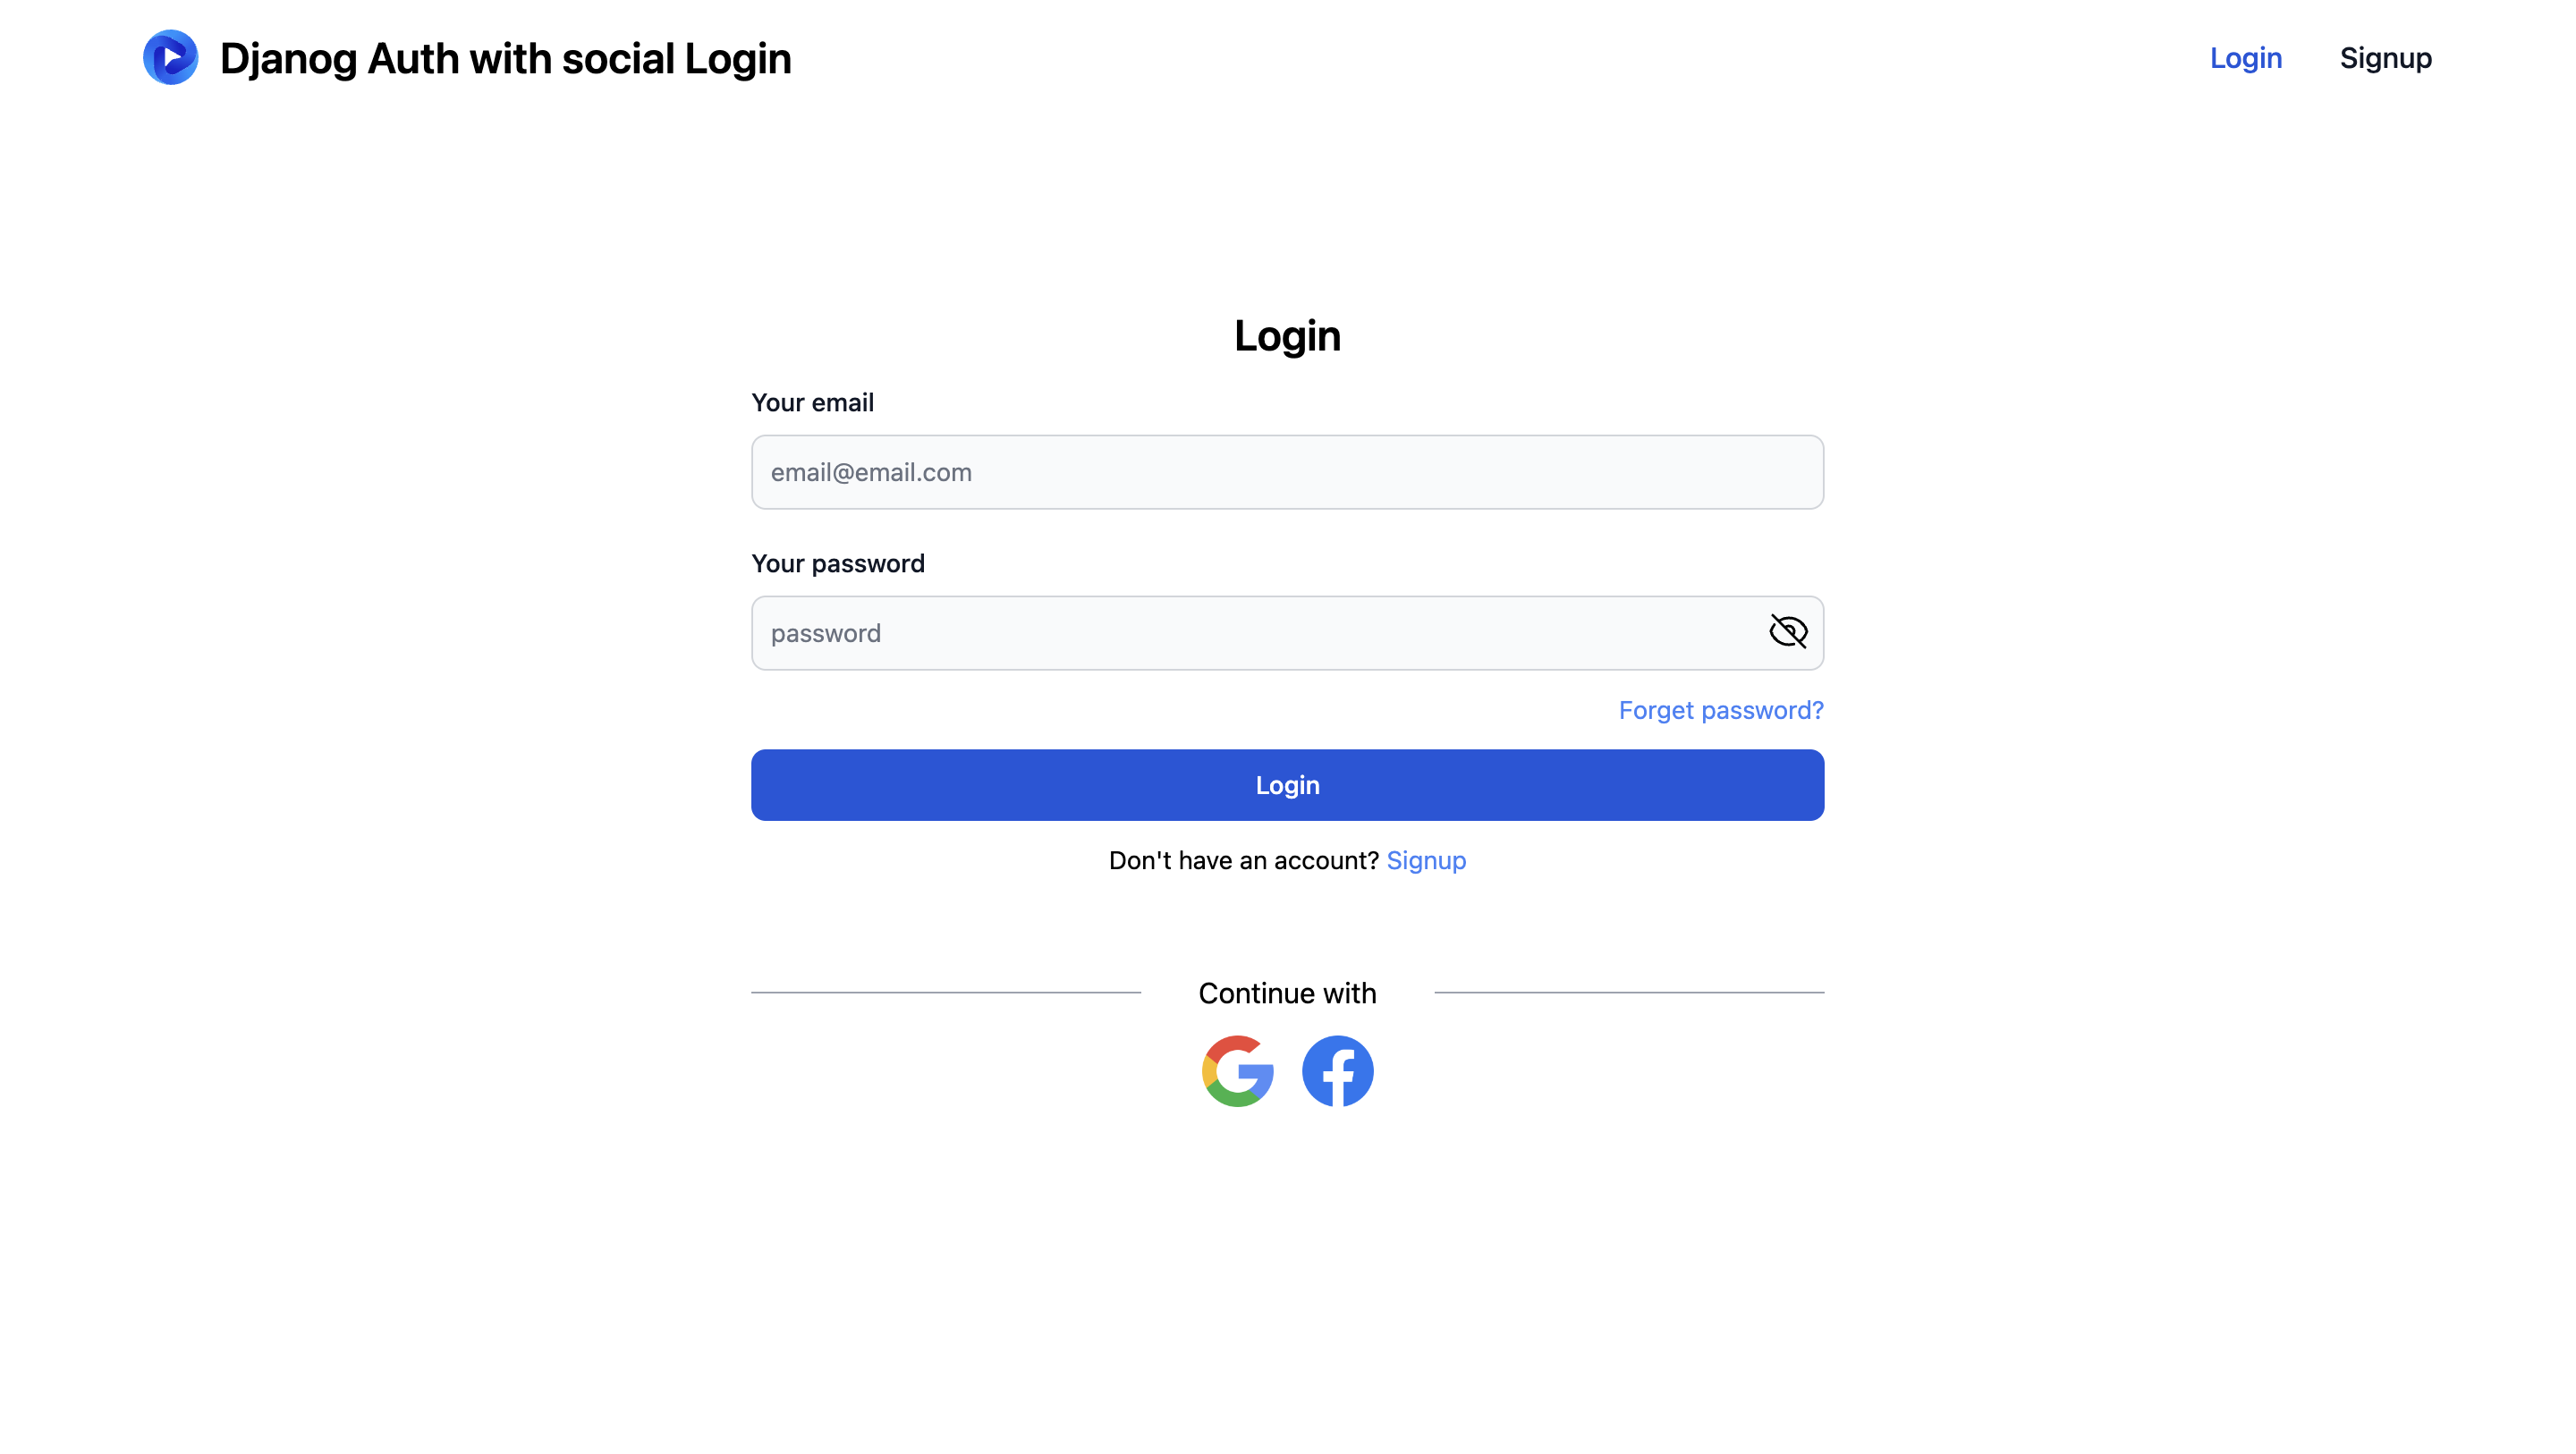 Djanog Auth with social Login
Login
Signup
Login
Your email
email@email.com
Your password
password
Forget password?
Login
Don't have an account? Signup
Continue with